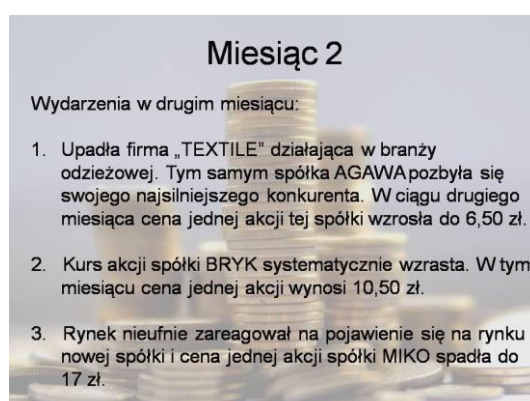 Miesiąc 2
Wydarzenia w drugim miesiącu:
1. Upadła firma „TEXTILE” działająca w branży
odzieżowej. Tym samym spółka AGAWA pozbyła się
swojego najsilniejszego konkurenta. W ciągu drugiego
miesiąca cena jednej akcji tej spółki wzrosła do 6,50 zł.
2. Kurs akcji spółki BRYK systematycznie wzrasta. W tym
miesiącu cena jednej akcji wynosi 10,50 zł.
3. Rynek nieufnie zareagował na pojawienie się na rynku
nowej spółki i cena jednej akcji spółki MIKO spadła do
17 zł.